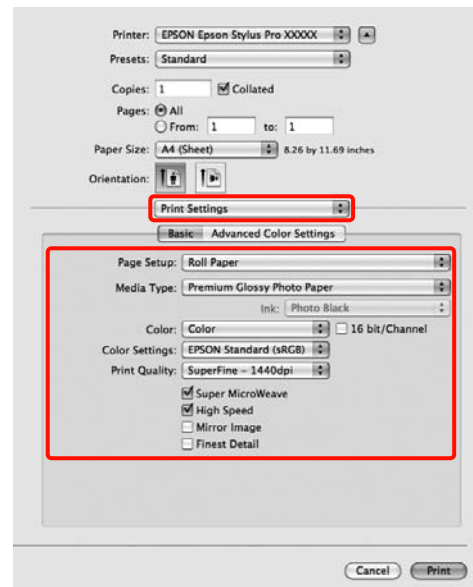 Printer: EPSON Epson Stylus Pro XXXXX
Presets: Standard
Copies: 1 Collated
Pages: All
From: 1 to: 1
Paper Size: A4 (Sheet) 8.26 by 11.69 inches
Orientation:
Print Settings
Basic Advanced Color Settings
Page Setup: Roll Paper
Media Type: Premium Glossy Photo Paper
Ink: Photo Black
Color: Color 16 bit/Channel
Color Settings: EPSON Standard (sRGB)
Print Quality: SuperFine – 1440dpi
Super MicroWeave
High Speed
Mirror Image
Finest Detail
Cancel Print